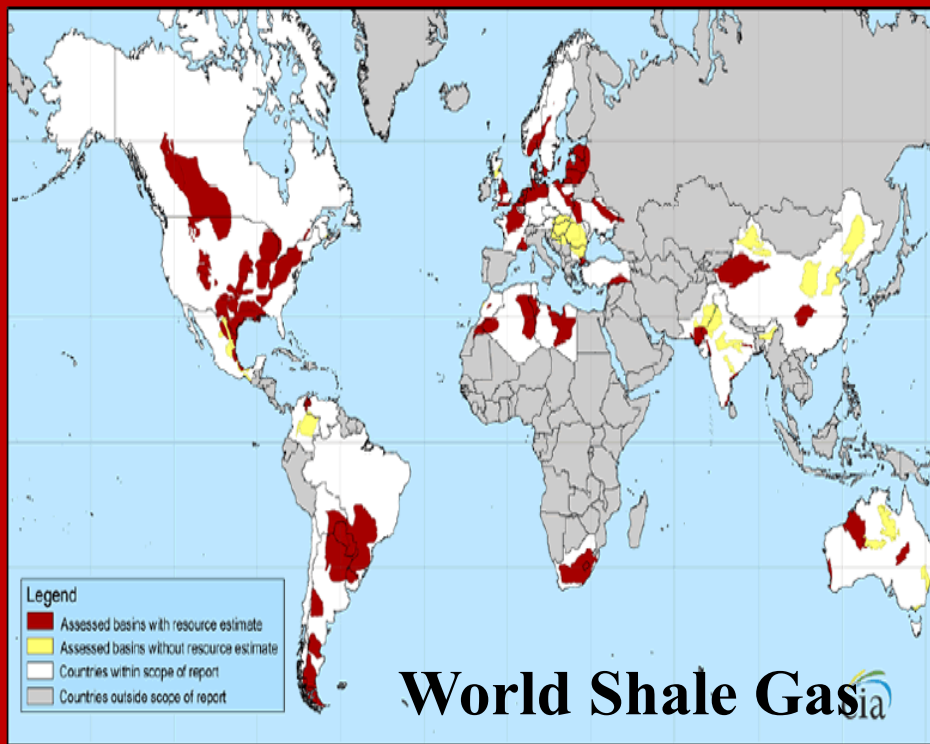 Legend
Assessed basins with resource estimate
Assessed basins without resource estimate
Countries within scope of report
Countries outside scope of report
World Shale Gas
eia